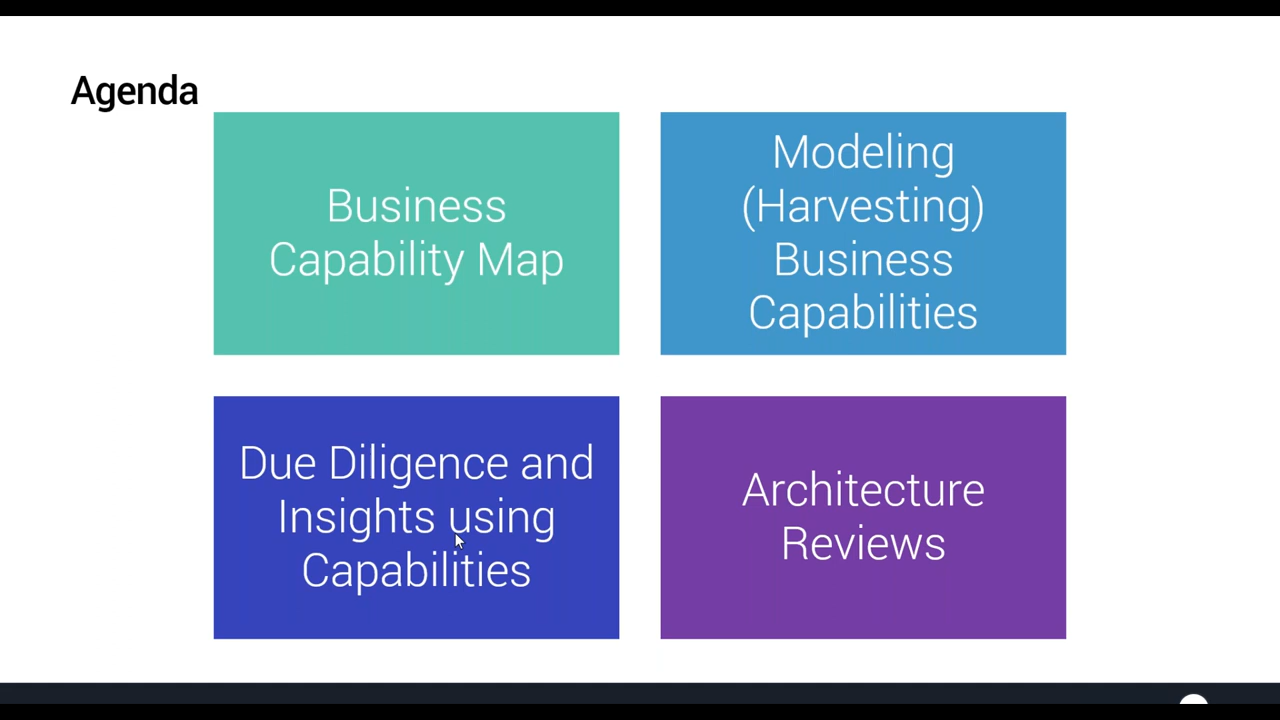 Agenda
Business
Capability Map
Modeling
(Harvesting)
Business
Capabilities
Due Diligence and
Insights using
Capabilities
Architecture
Reviews